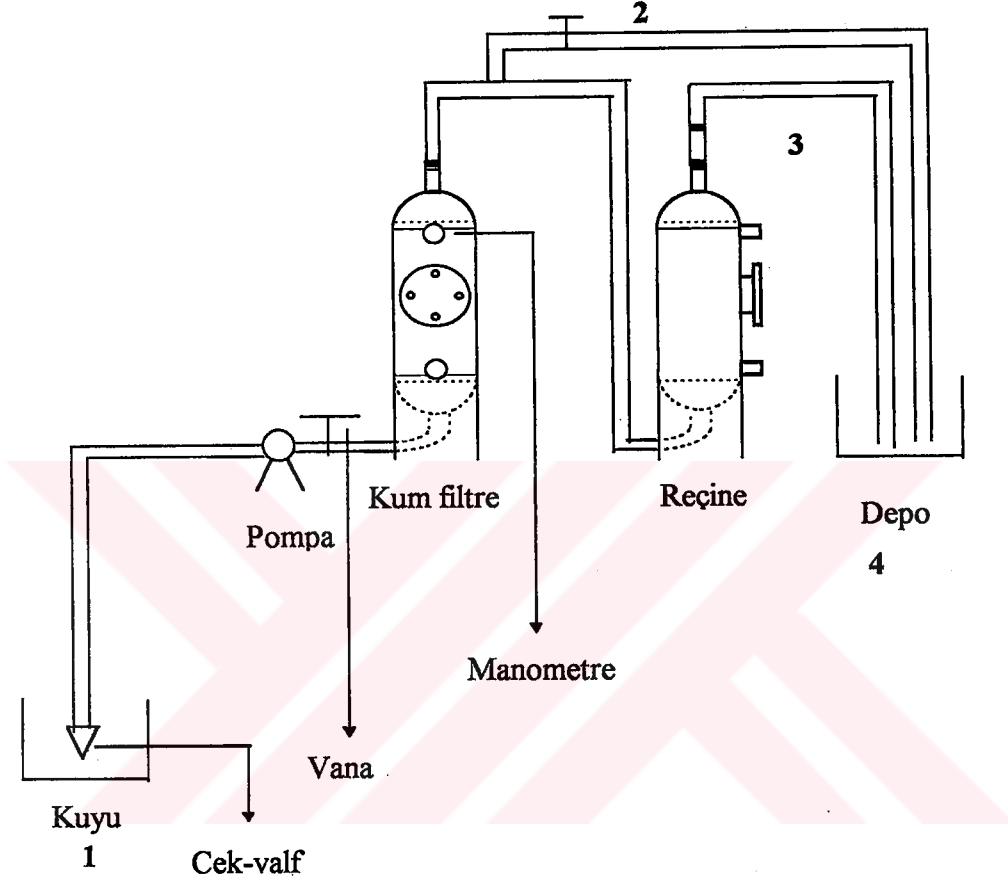 2
3
Kum filtre
Reçine
Depo
4
Pompa
Manometre
Vana
Kuyu
1
Cek-valf